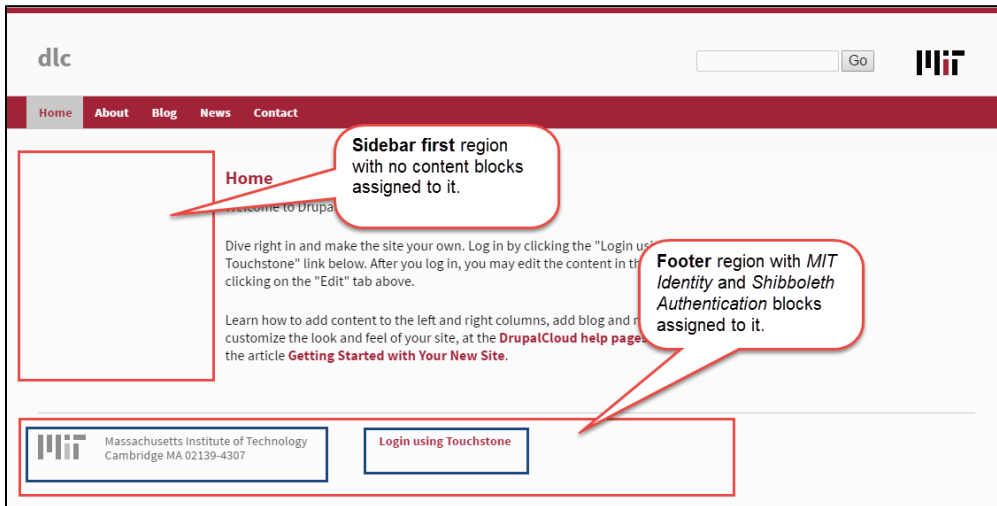 dlc
Go
MIT
Home About Blog News Contact
Sidebar first region
with no content blocks
assigned to it.
Home
Welcome to Drupa
Dive right in and make the site your own. Log in by clicking the "Login us
Touchstone" link below. After you log in, you may edit the content in th
clicking on the "Edit" tab above.
Footer region with MIT
Identity and Shibboleth
Authentication blocks
assigned to it.
Learn how to add content to the left and right columns, add blog and n
customize the look and feel of your site, at the DrupalCloud help pages
the article Getting Started with Your New Site.
MIT
Massachusetts Institute of Technology
Cambridge MA 02139-4307
Login using Touchstone